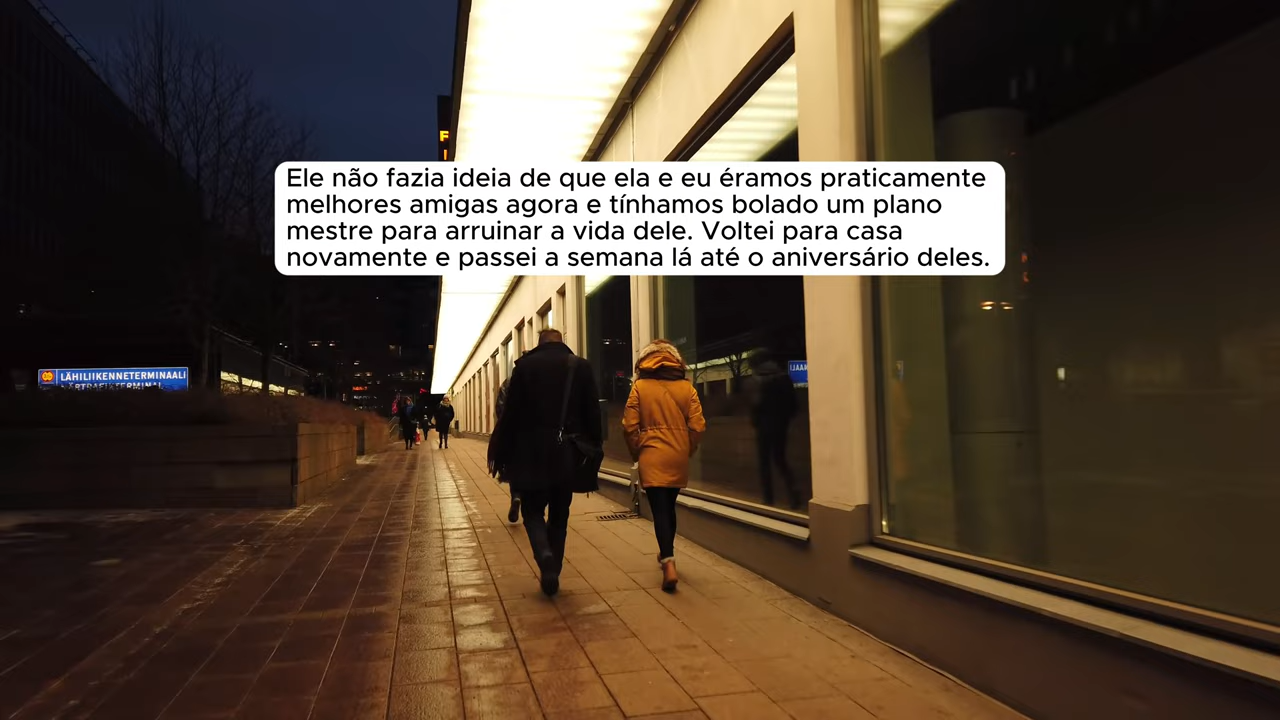 F
Ele não fazia ideia de que ela e eu éramos praticamente
melhores amigas agora e tínhamos bolado um plano
mestre para arruinar a vida dele. Voltei para casa
novamente e passei a semana lá até o aniversário deles.
LÄHILIIKENNETERMINAALI